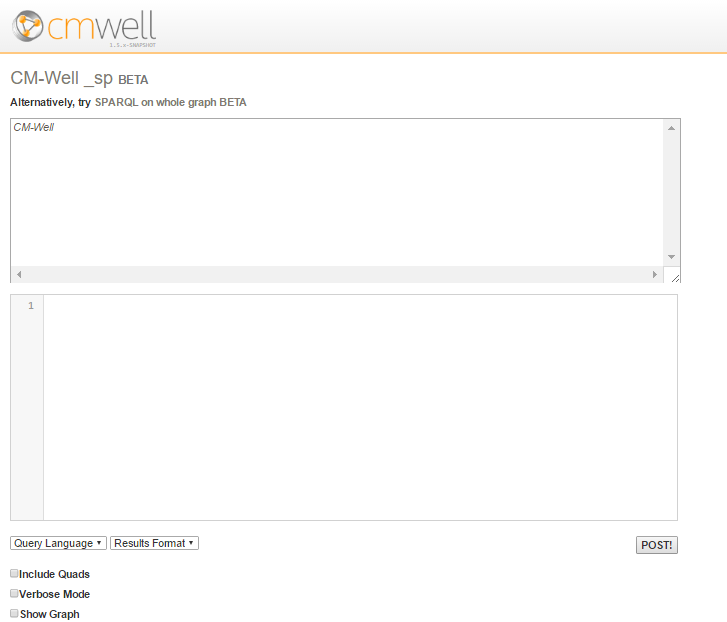 cmwell
1.5.x-SNAPSHOT
CM-Well _sp BETA
Alternatively, try SPARQL on whole graph BETA
CM-Well
1
Query Language Results Format POST!
Include Quads
Verbose Mode
Show Graph